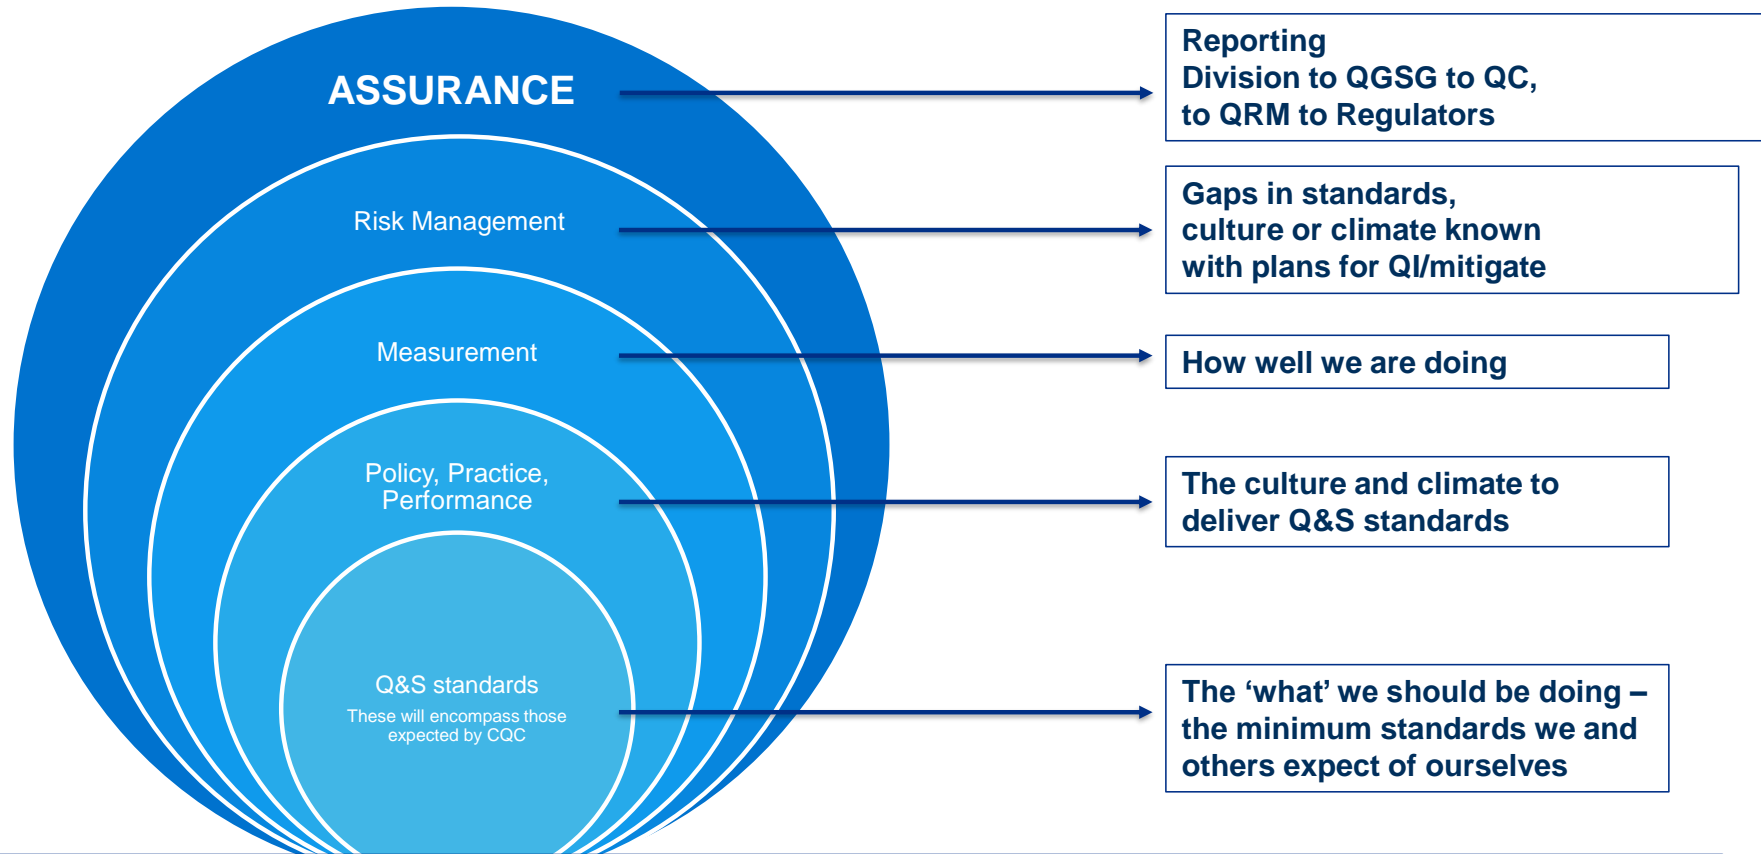 ASSURANCE
Reporting
Division to QGSG to QC,
to QRM to Regulators
Risk Management
Gaps in standards,
culture or climate known
with plans for QI/mitigate
Measurement
How well we are doing
Policy, Practice,
Performance
The culture and climate to
deliver Q&S standards
Q&S standards
These will encompass those
expected by CQC
The ‘what’ we should be doing –
the minimum standards we and
others expect of ourselves